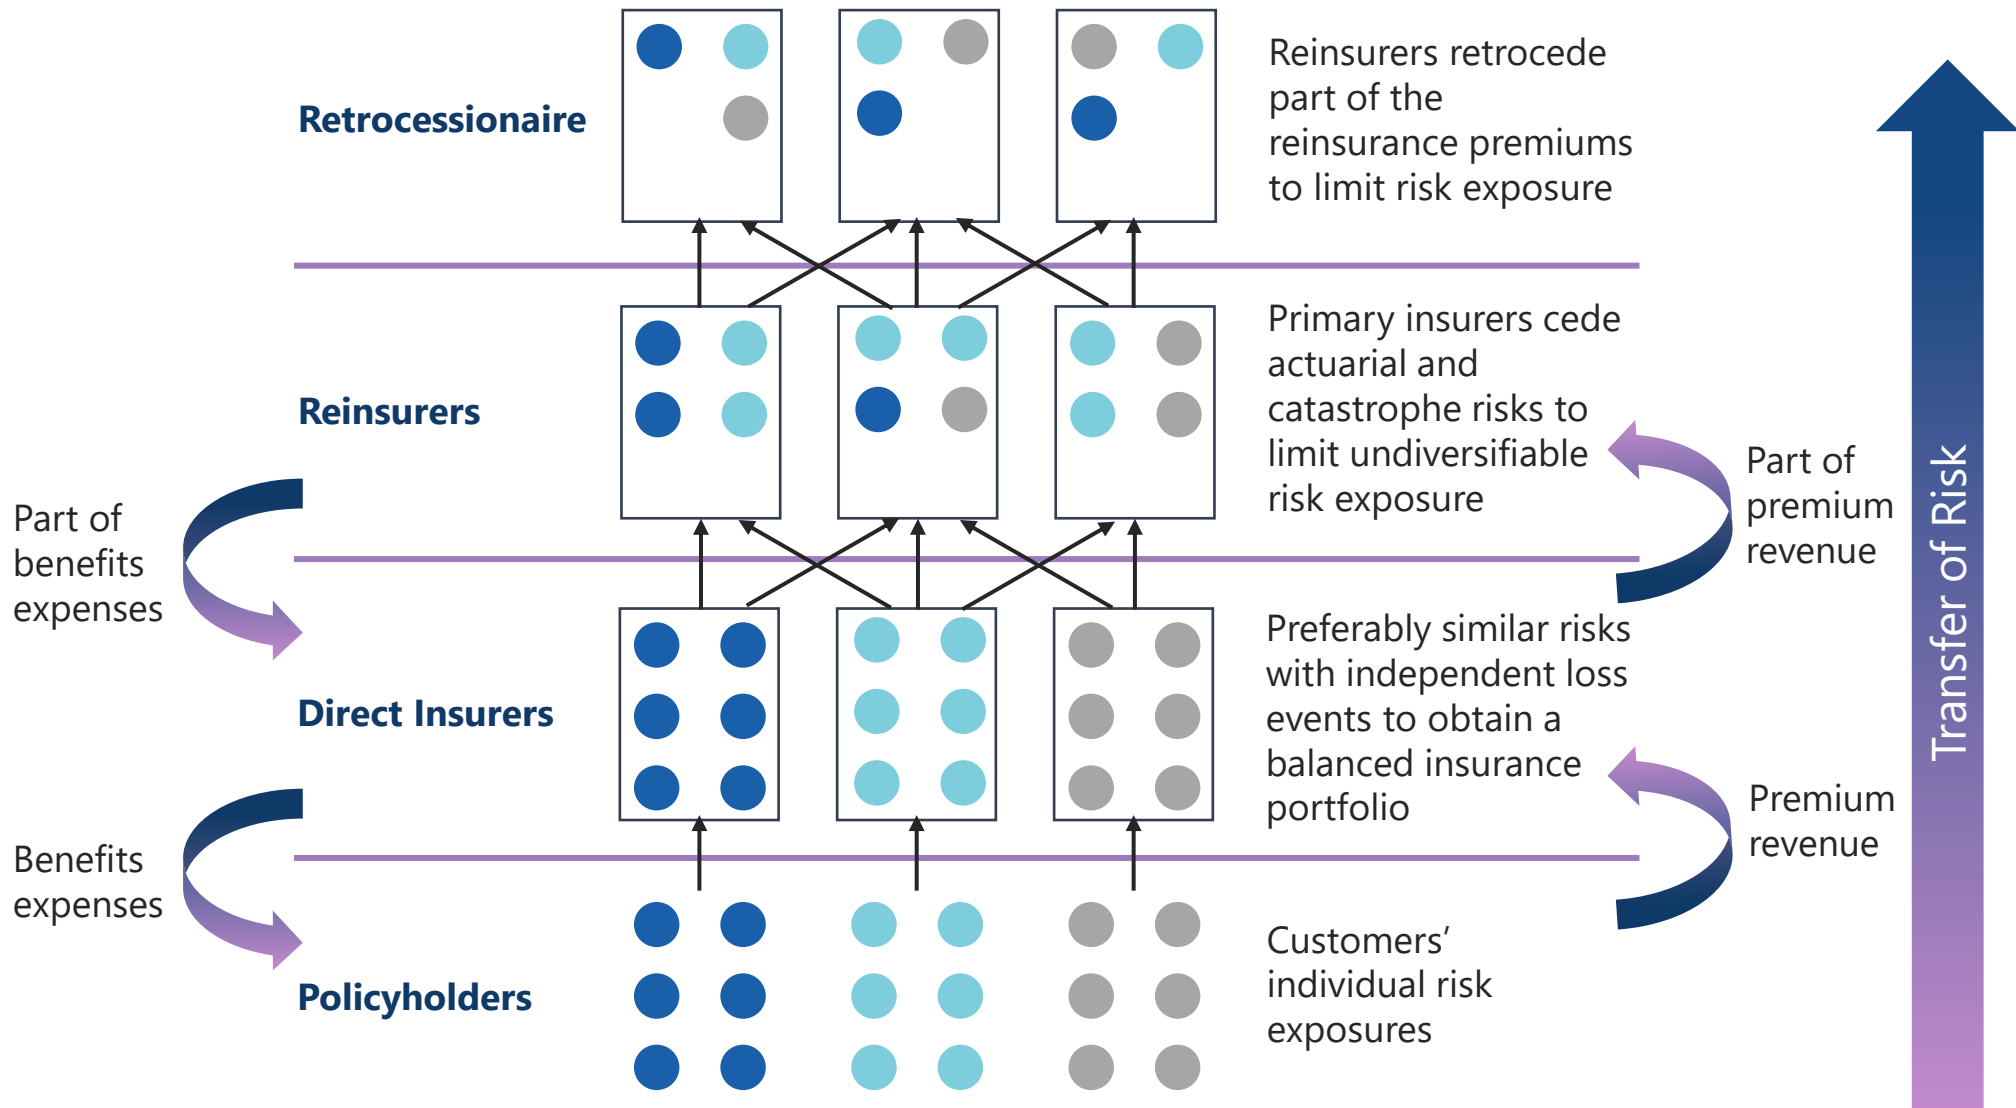 Retrocessionaire
Reinsurers retrocede
part of the
reinsurance premiums
to limit risk exposure
Reinsurers
Primary insurers cede
actuarial and
catastrophe risks to
limit undiversifiable
risk exposure
Part of
benefits
expenses
Part of
premium
revenue
Transfer of Risk
Direct Insurers
Preferably similar risks
with independent loss
events to obtain a
balanced insurance
portfolio
Benefits
expenses
Premium
revenue
Policyholders
Customers’
individual risk
exposures